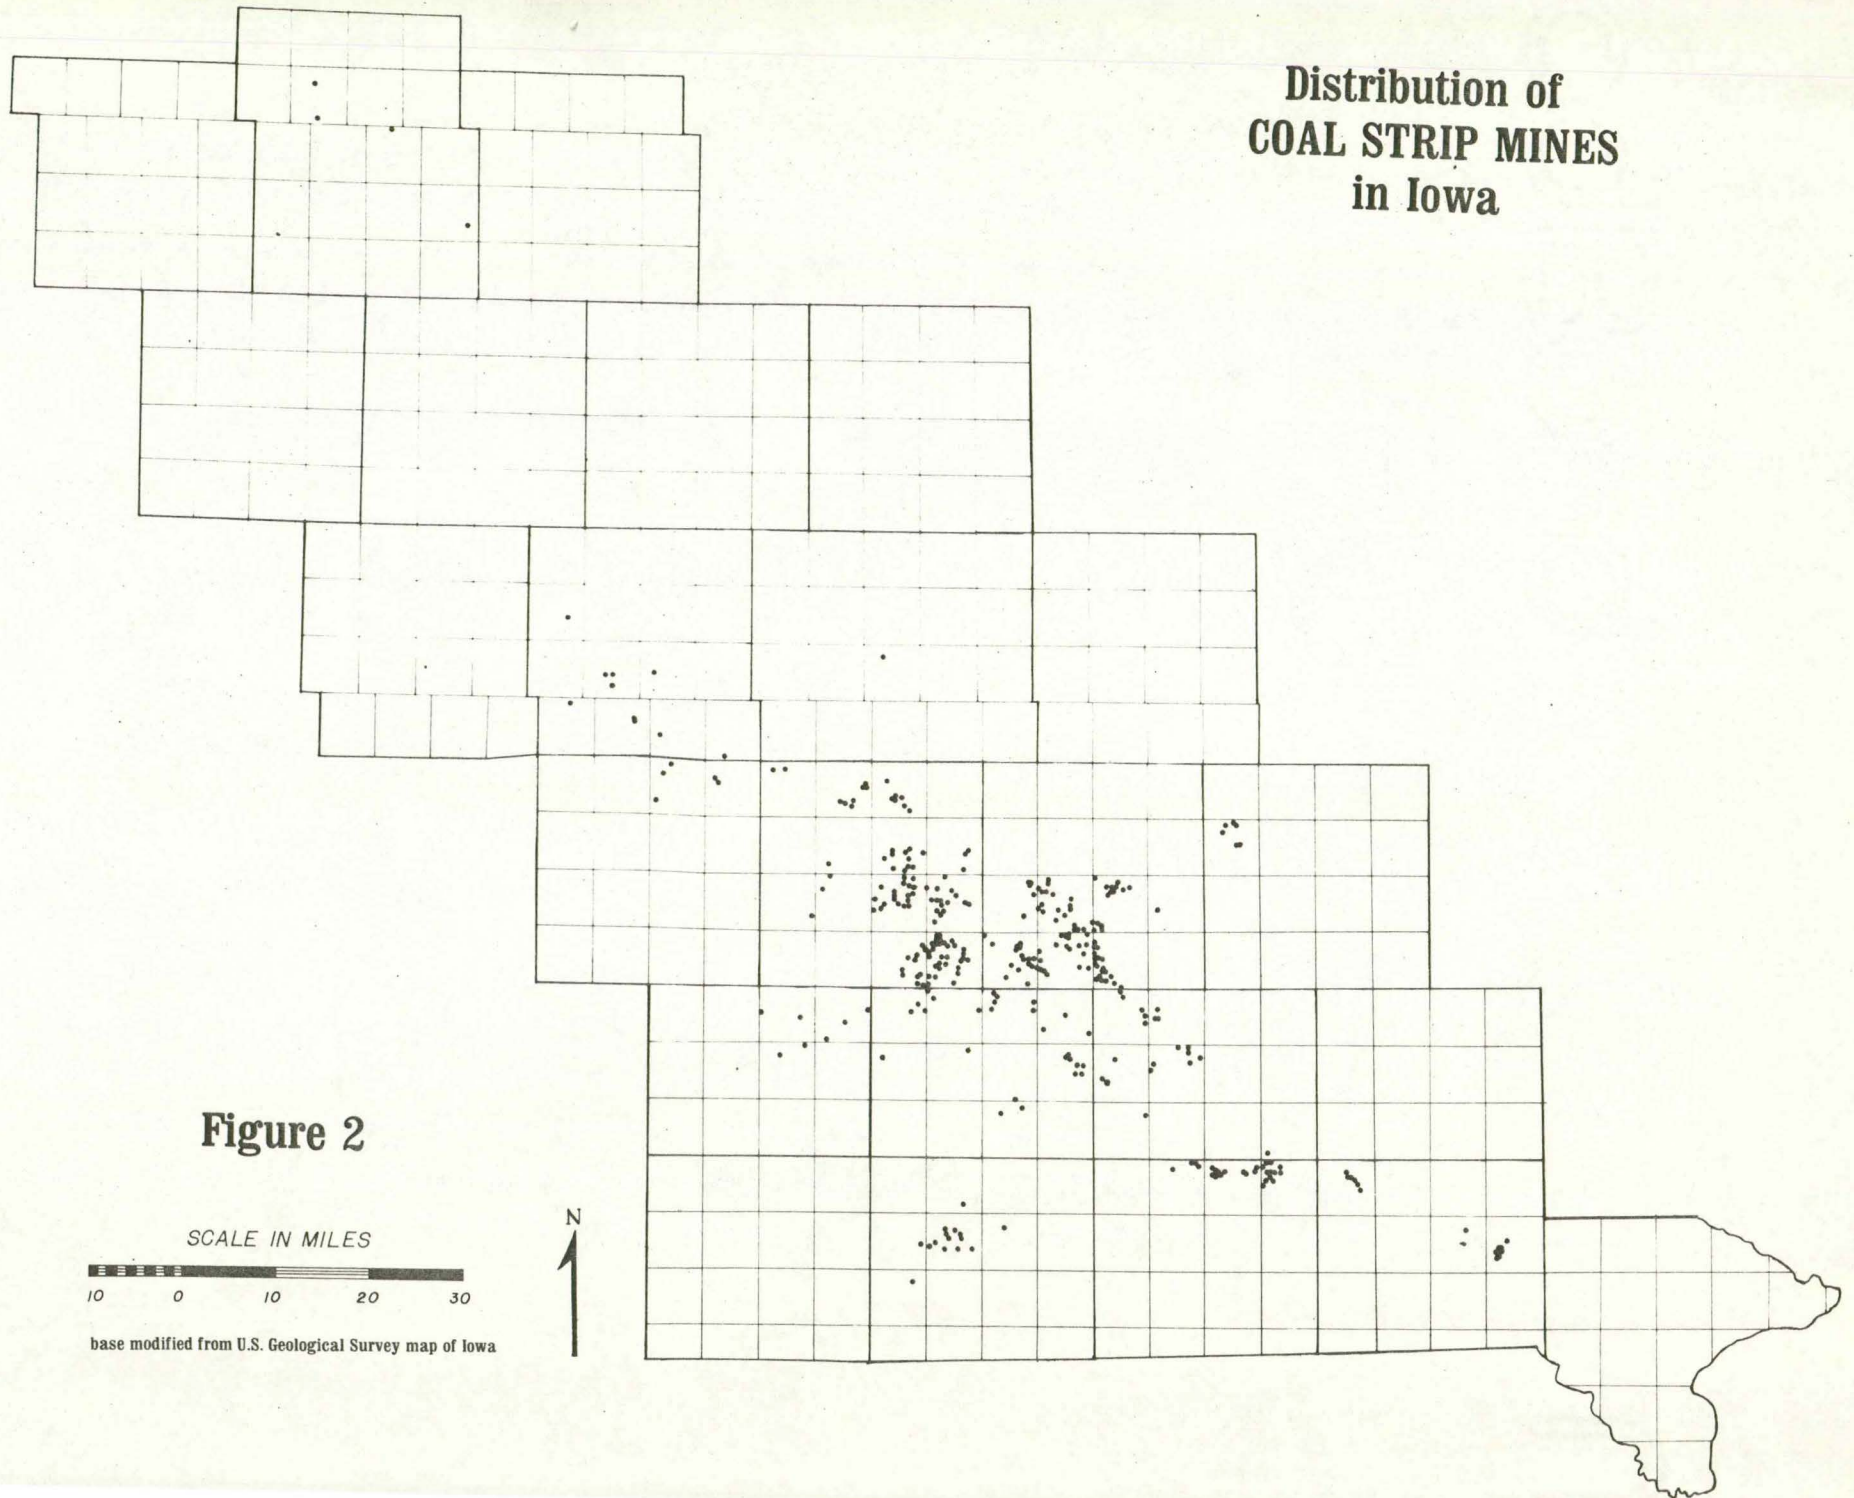 Distribution of
COAL STRIP MINES
in Iowa
Figure 2
SCALE IN MILES
10 0 10 20 30
N
base modified from U.S. Geological Survey map of Iowa